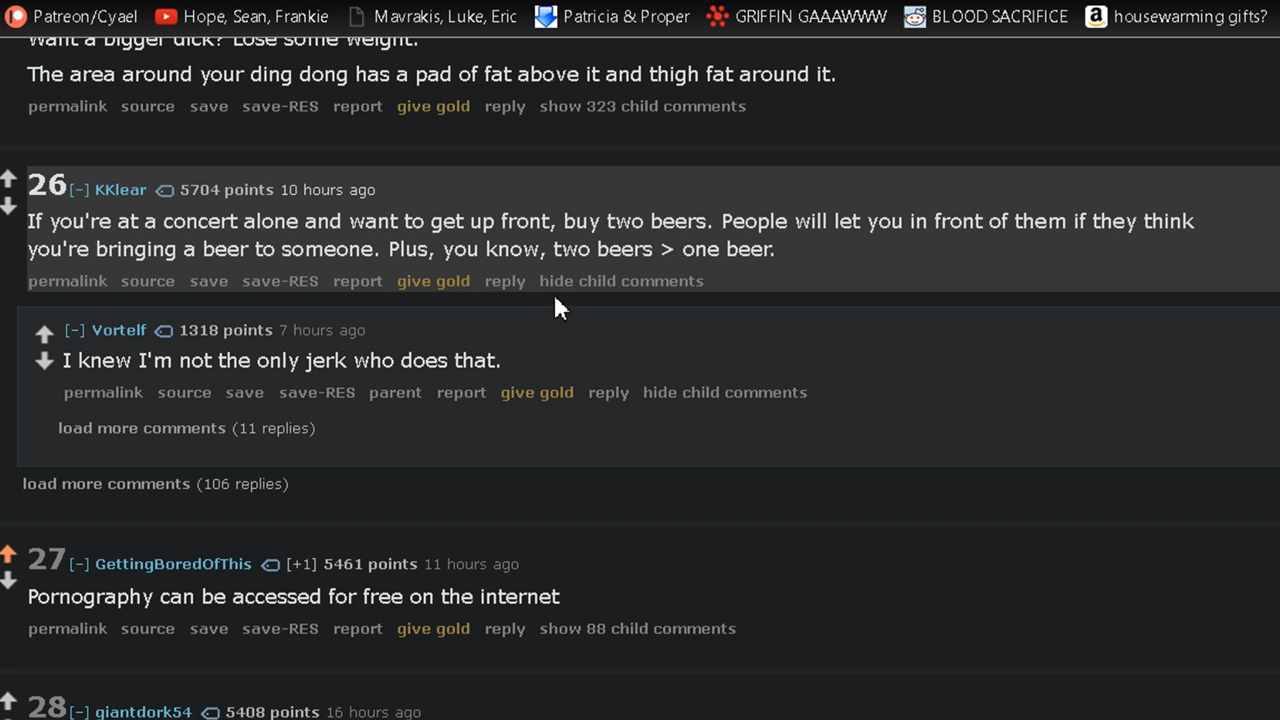 Patreon/Cyael Hope, Sean, Frankie Mavrakis, Luke, Eric Patricia & Proper GRIFFIN GAAAWWW BLOOD SACRIFICE housewarming gifts?
Want a bigger dick? Lose some weight.
The area around your ding dong has a pad of fat above it and thigh fat around it.
permalink source save save-RES report give gold reply show 323 child comments
26 [-] KKlear 5704 points 10 hours ago
If you're at a concert alone and want to get up front, buy two beers. People will let you in front of them if they think
you're bringing a beer to someone. Plus, you know, two beers > one beer.
permalink source save save-RES report give gold reply hide child comments
[-] Vortelf 1318 points 7 hours ago
I knew I'm not the only jerk who does that.
permalink source save save-RES parent report give gold reply hide child comments
load more comments (11 replies)
load more comments (106 replies)
27 [-] GettingBoredOfThis [+1] 5461 points 11 hours ago
Pornography can be accessed for free on the internet
permalink source save save-RES report give gold reply show 88 child comments
28 [-] giantdork54 5408 points 16 hours ago